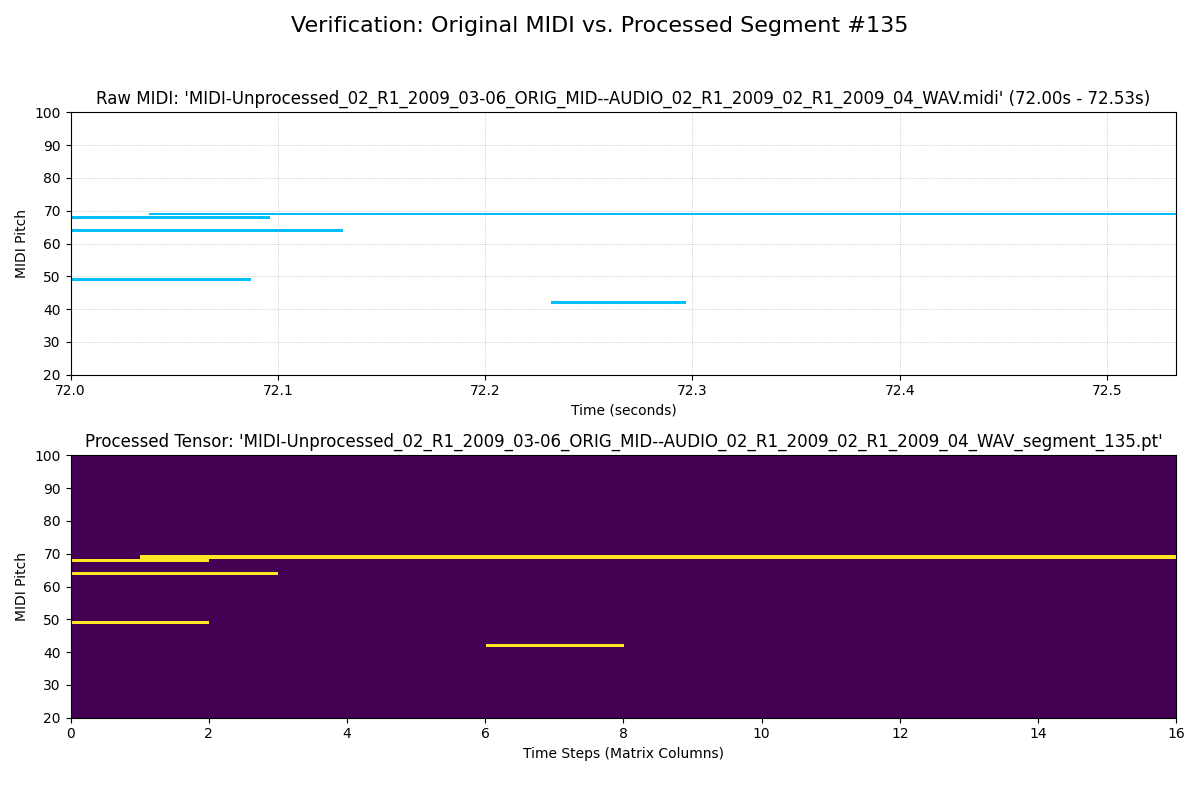 Verification: Original MIDI vs. Processed Segment #135
Raw MIDI: 'MIDI-Unprocessed_02_R1_2009_03-06_ORIG_MID--AUDIO_02_R1_2009_02_R1_2009_04_WAV.midi' (72.00s - 72.53s)
100
90
80
70
60
50
40
30
20
MIDI Pitch
72.0 72.1 72.2 72.3 72.4 72.5
Time (seconds)
Processed Tensor: 'MIDI-Unprocessed_02_R1_2009_03-06_ORIG_MID--AUDIO_02_R1_2009_02_R1_2009_04_WAV_segment_135.pt'
100
90
80
70
60
50
40
30
20
MIDI Pitch
0 2 4 6 8 10 12 14 16
Time Steps (Matrix Columns)